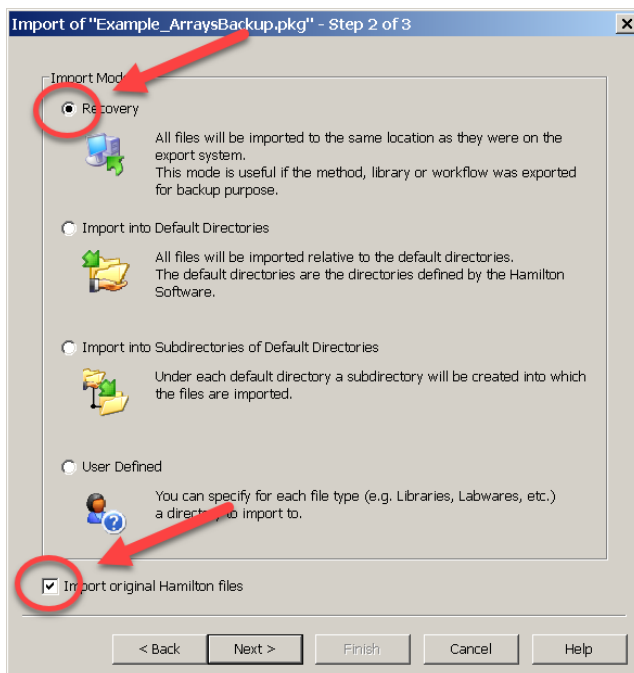 Import of "Example_ArraysBackup.pkg" - Step 2 of 3
Import Mod
Recovery
All files will be imported to the same location as they were on the
export system.
This mode is useful if the method, library or workflow was exported
for backup purpose.
Import into Default Directories
All files will be imported relative to the default directories.
The default directories are the directories defined by the Hamilton
Software.
Import into Subdirectories of Default Directories
Under each default directory a subdirectory will be created into which
the files are imported.
User Defined
You can specify for each file type (e.g. Libraries, Labwares, etc.)
a directory to import to.
Import original Hamilton files
< Back
Next >
Finish
Cancel
Help